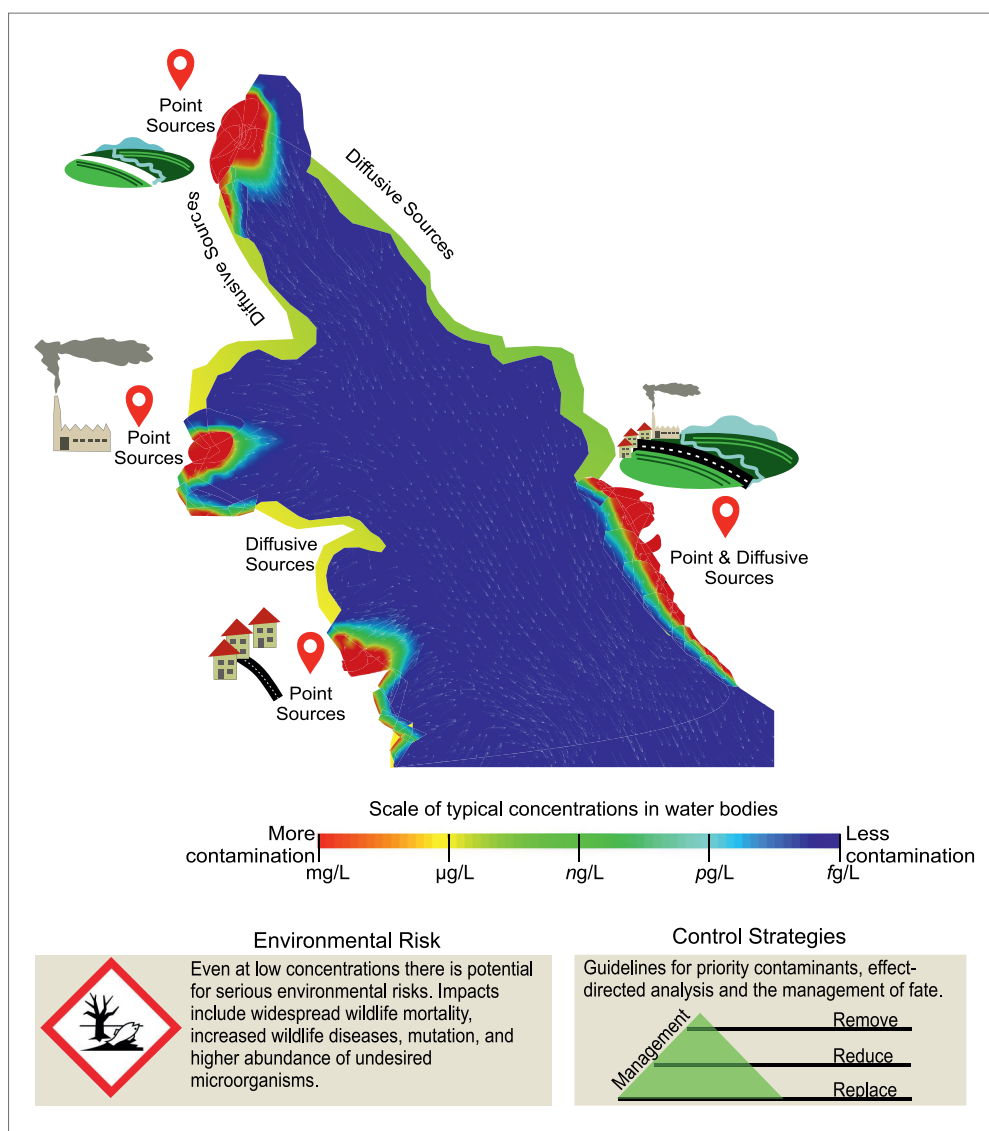 Point
Sources
Diffusive Sources
Diffusive Sources
Point
Sources
Diffusive
Sources
Point & Diffusive
Sources
Point
Sources
Scale of typical concentrations in water bodies
More
contamination
Less
contamination
mg/L
µg/L
ng/L
pg/L
fg/L
Environmental Risk
Even at low concentrations there is potential
for serious environmental risks. Impacts
include widespread wildlife mortality,
increased wildlife diseases, mutation, and
higher abundance of undesired
microorganisms.
Control Strategies
Guidelines for priority contaminants, effect-
directed analysis and the management of fate.
Management
Remove
Reduce
Replace